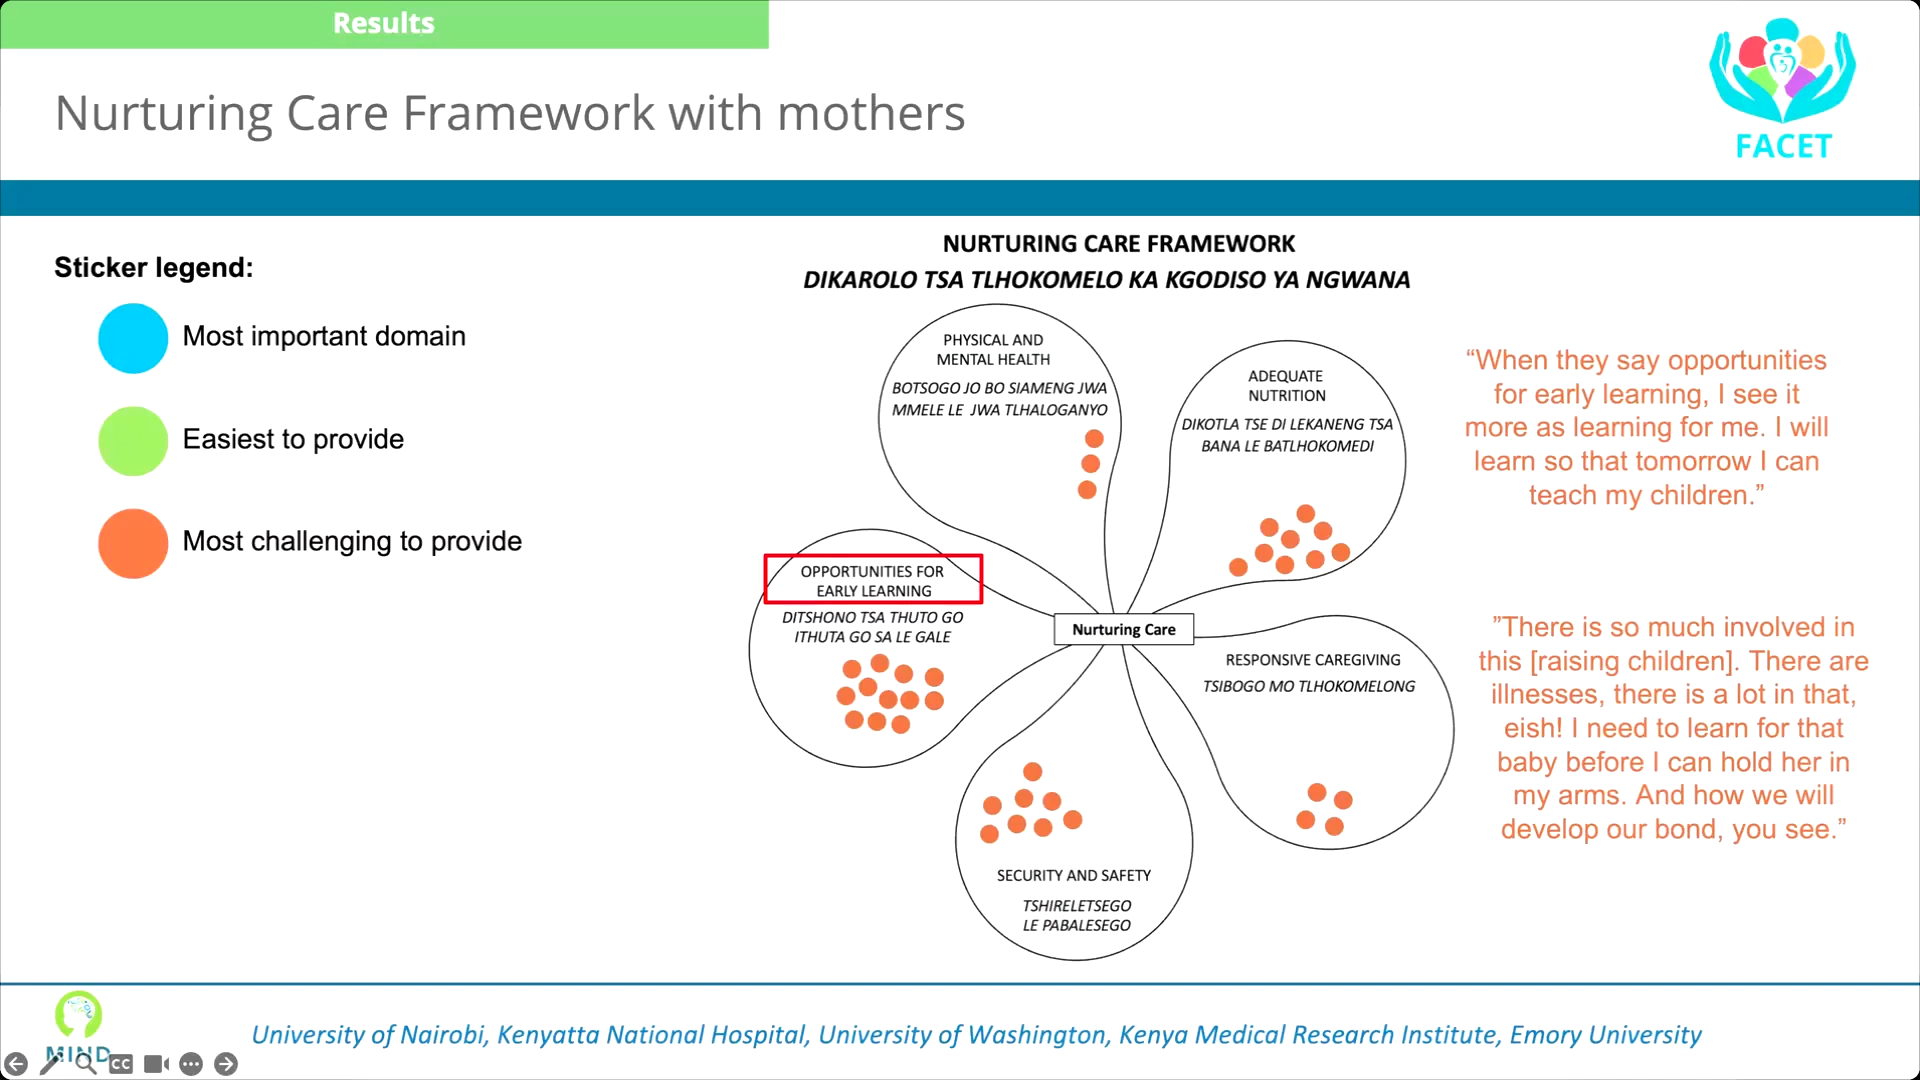 Results
Nurturing Care Framework with mothers
FACET
Sticker legend:
Most important domain
Easiest to provide
Most challenging to provide
NURTURING CARE FRAMEWORK
DIKAROLO TSA TLHOKOMELO KA KGODISO YA NGWANA
PHYSICAL AND
MENTAL HEALTH
BOTSOGO JO BO SIAMENG JWA
MMELE LE JWA TLHALOGANYO
ADEQUATE
NUTRITION
DIKOTLA TSE DI LEKANENG TSA
BANA LE BATLHOKOMEDI
OPPORTUNITIES FOR
EARLY LEARNING
DITSHONO TSA THUTO GO
ITHUTA GO SA LE GALE
Nurturing Care
RESPONSIVE CAREGIVING
TSIBOGO MO TLHOKOMELONG
SECURITY AND SAFETY
TSHIRELETSEGO
LE PABALESEGO
“When they say opportunities
for early learning, I see it
more as learning for me. I will
learn so that tomorrow I can
teach my children.”
”There is so much involved in
this [raising children]. There are
illnesses, there is a lot in that,
eish! I need to learn for that
baby before I can hold her in
my arms. And how we will
develop our bond, you see.”
MIND
CC
University of Nairobi, Kenyatta National Hospital, University of Washington, Kenya Medical Research Institute, Emory University